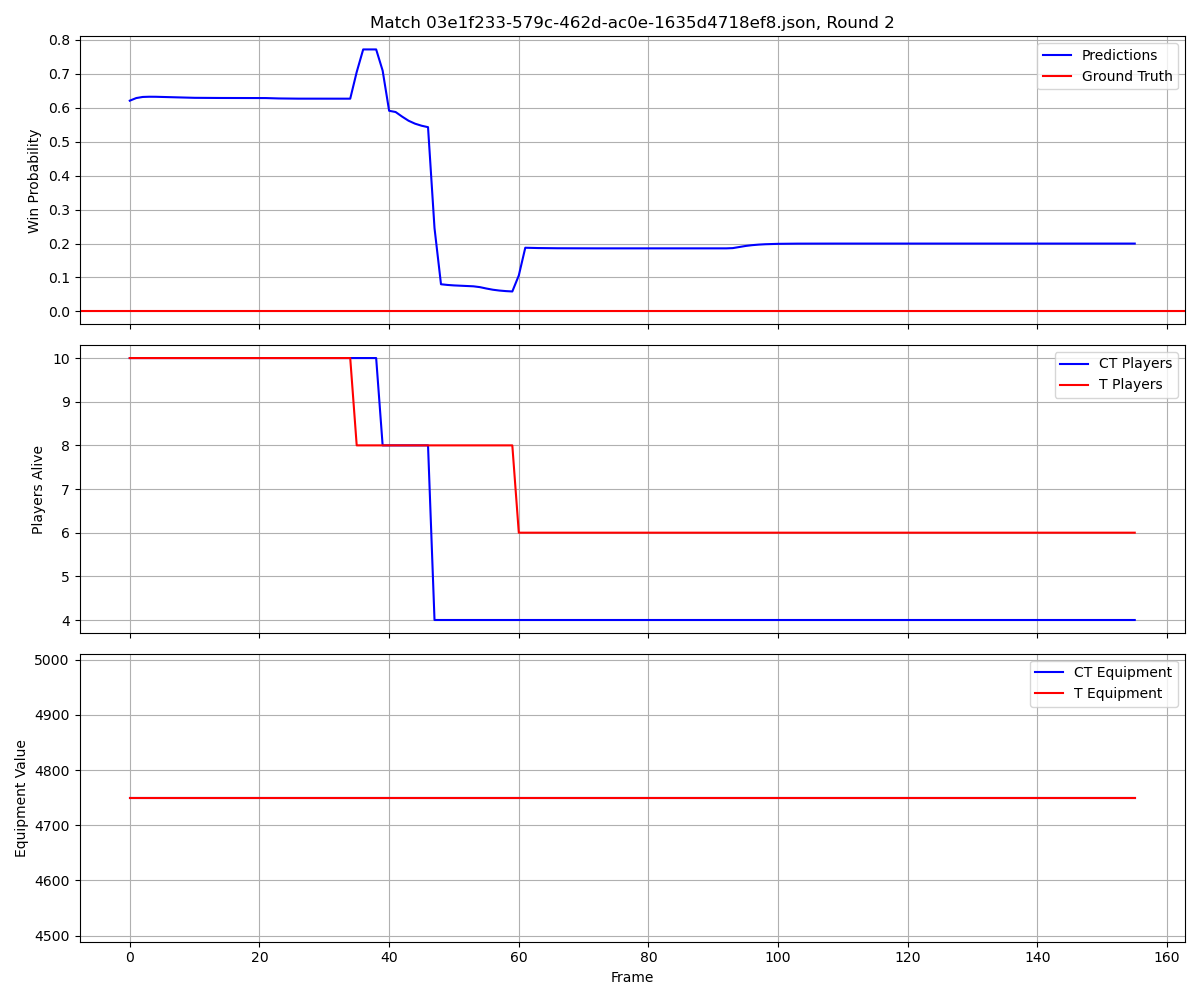 Match 03e1f233-579c-462d-ac0e-1635d4718ef8.json, Round 2
Win Probability
0.8
0.7
0.6
0.5
0.4
0.3
0.2
0.1
0.0
Predictions
Ground Truth
Players Alive
10
9
8
7
6
5
4
CT Players
T Players
Equipment Value
5000
4900
4800
4700
4600
4500
CT Equipment
T Equipment
0 20 40 60 80 100 120 140 160
Frame